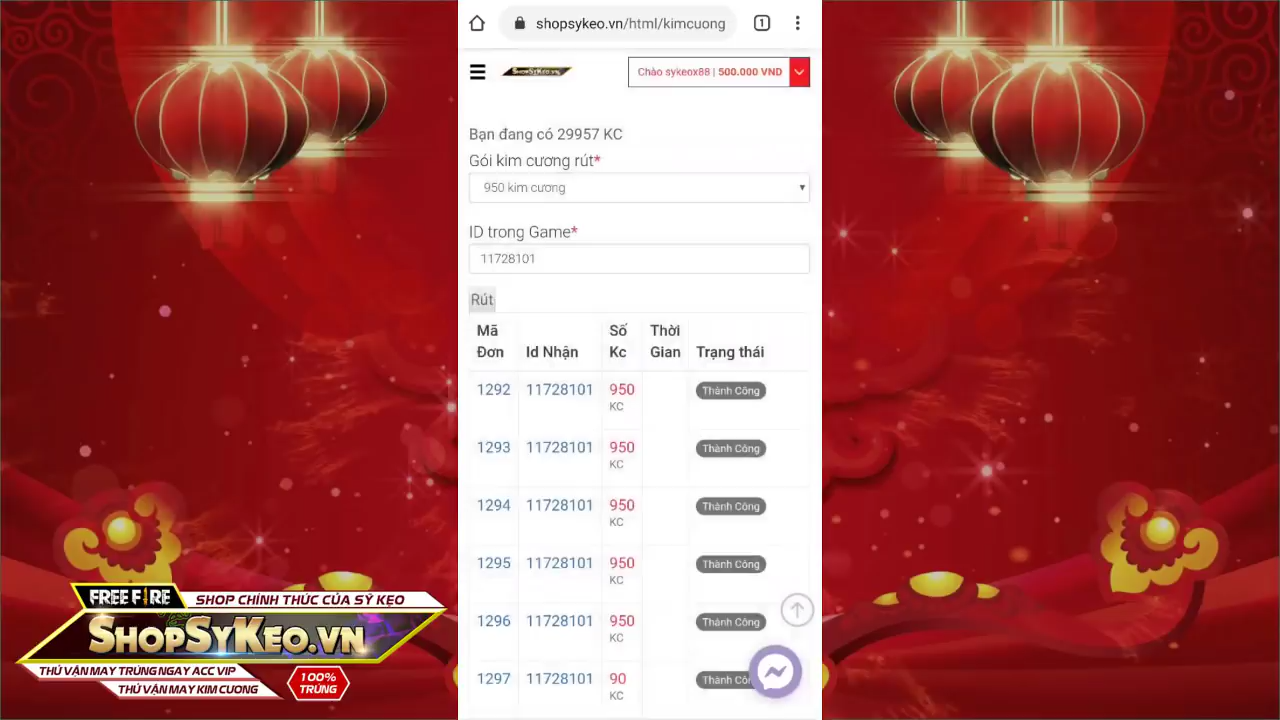 shopsykeo.vn/html/kimcuong
1
ShopSyKeo.vn
Chào sykeox88 | 500.000 VND
Bạn đang có 29957 KC
Gói kim cương rút*
950 kim cương
ID trong Game*
11728101
Rút
Mã Đơn Id Nhận Số Kc Thời Gian Trạng thái
1292 11728101 950 KC Thành Công
1293 11728101 950 KC Thành Công
1294 11728101 950 KC Thành Công
1295 11728101 950 KC Thành Công
1296 11728101 950 KC Thành Công
1297 11728101 90 KC Thành
FREE FIRE
SHOP CHÍNH THỨC CỦA SỸ KẸO
ShopSyKeo.vn
THỬ VẬN MAY TRÚNG NGAY ACC VIP
THỬ VẬN MAY KIM CƯƠNG
100%
TRÚNG